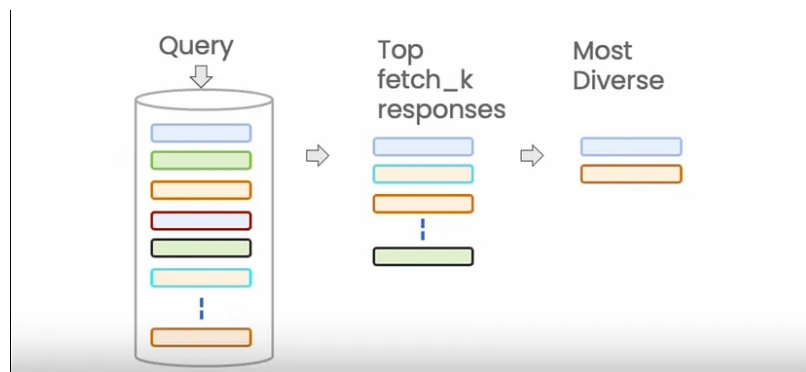 Query
Top
fetch_k
responses
Most
Diverse